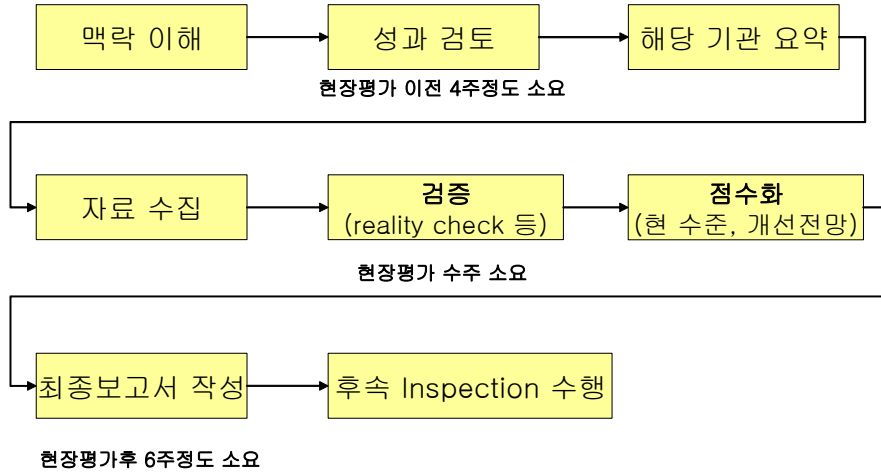 맥락 이해
성과 검토
해당 기관 요약
현장평가 이전 4주정도 소요
자료 수집
검증
(reality check 등)
점수화
(현 수준, 개선전망)
현장평가 수주 소요
최종보고서 작성
후속 Inspection 수행
현장평가후 6주정도 소요